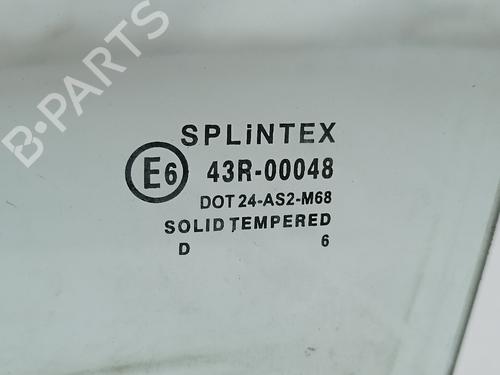 B-PARTS
SPLiNTEX
E6 43R-00048
DOT 24-AS2-M68
SOLID TEMPERED
D 6